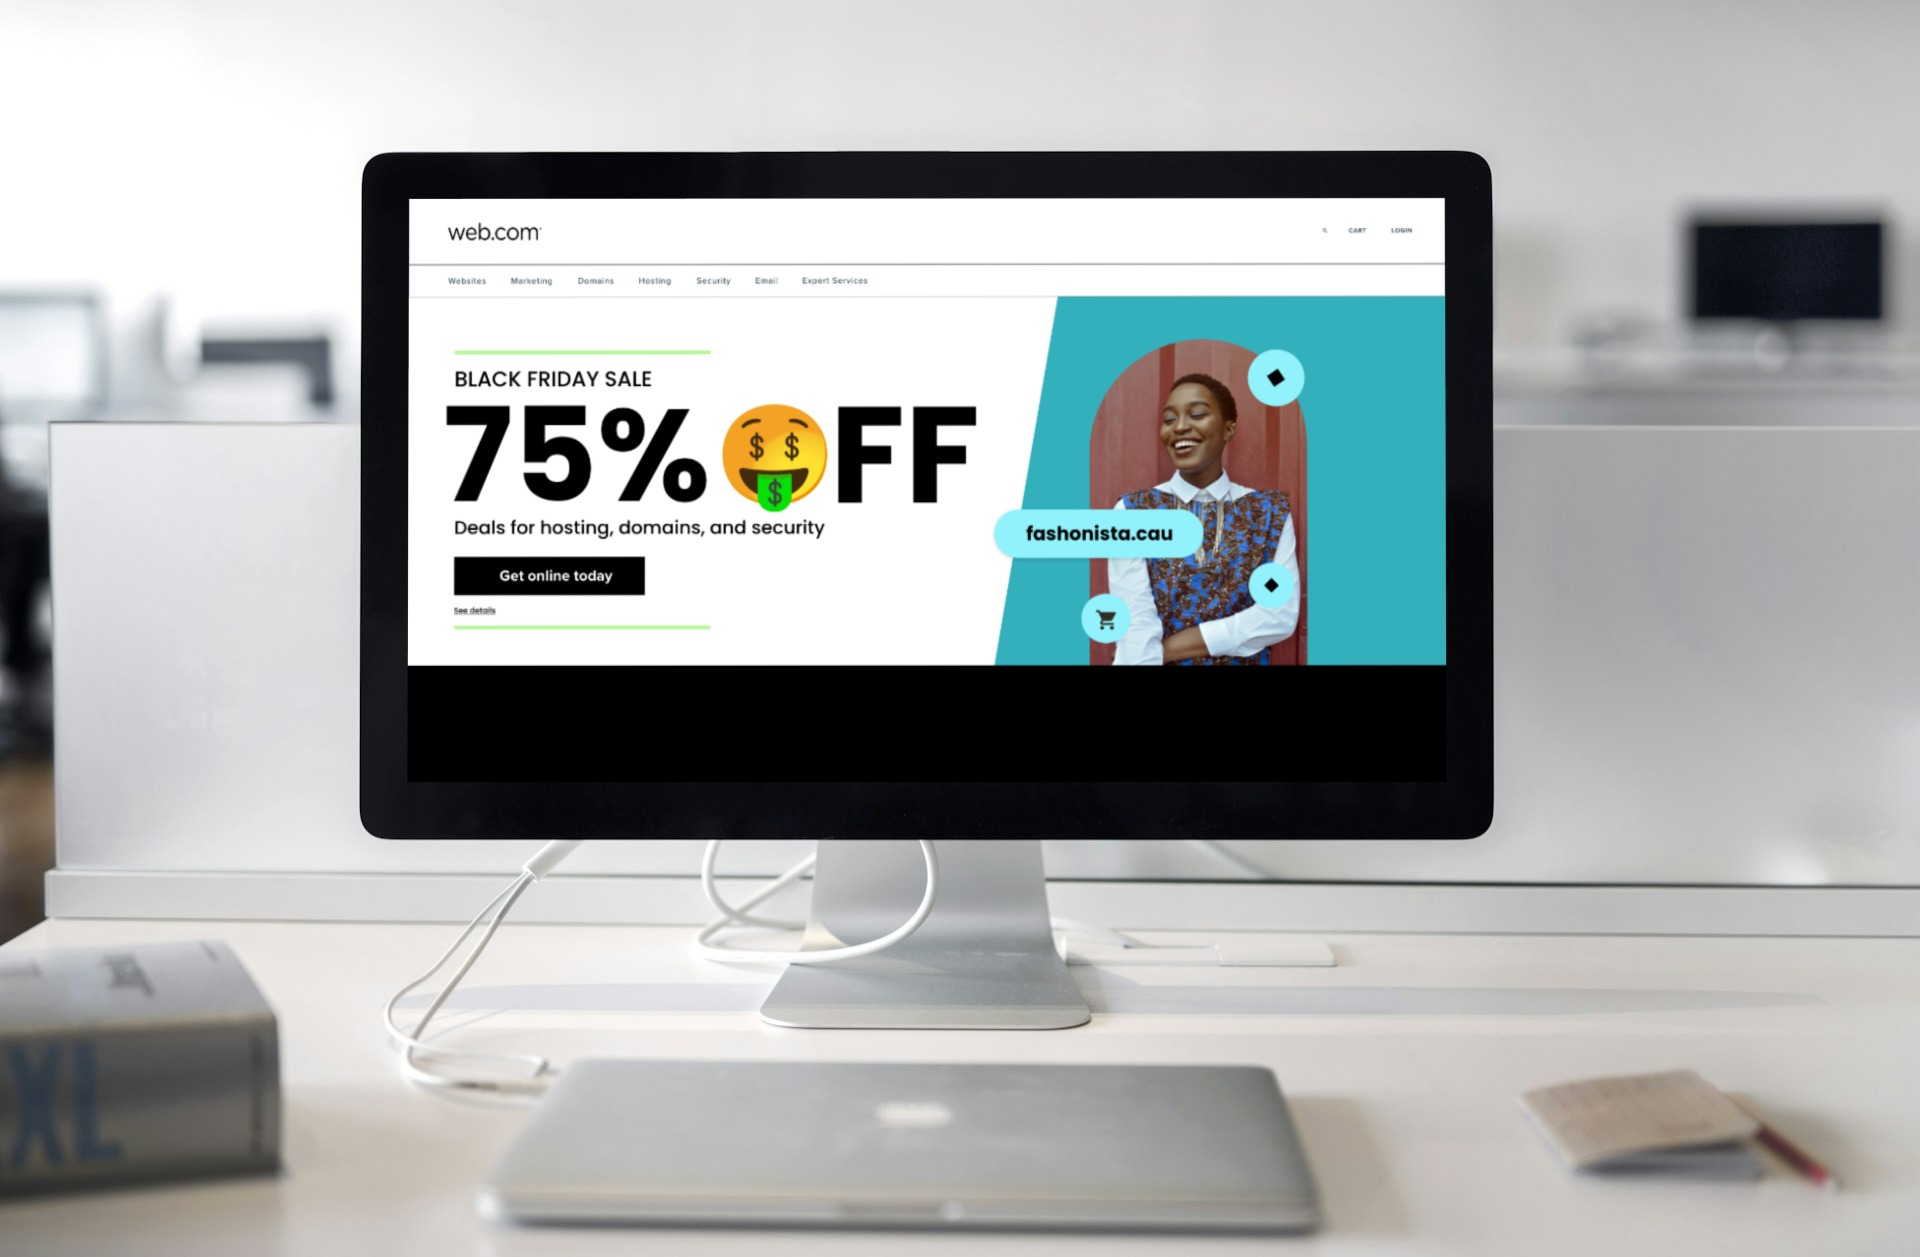 web.com
CART LOGIN
Websites Marketing Domains Hosting Security Email Expert Services
BLACK FRIDAY SALE
75% 🤑FF
Deals for hosting, domains, and security
fashonista.cau
Get online today
See details
XL